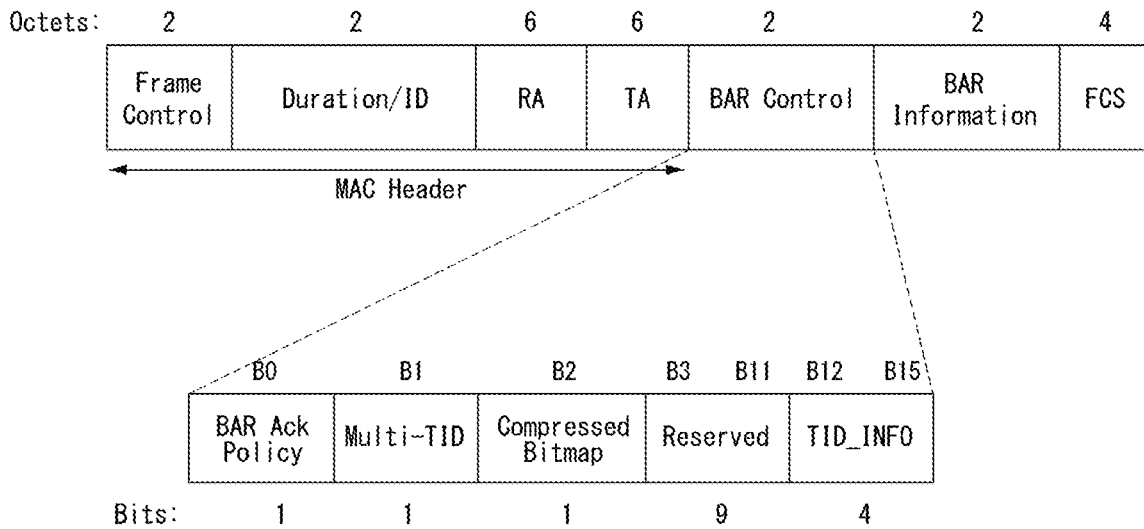 Octets: 2 2 6 6 2 2 4
Frame Control
Duration/ID
RA
TA
BAR Control
BAR Information
FCS
MAC Header
B0 B1 B2 B3 B11 B12 B15
BAR Ack Policy
Multi-TID
Compressed Bitmap
Reserved
TID_INFO
Bits: 1 1 1 9 4